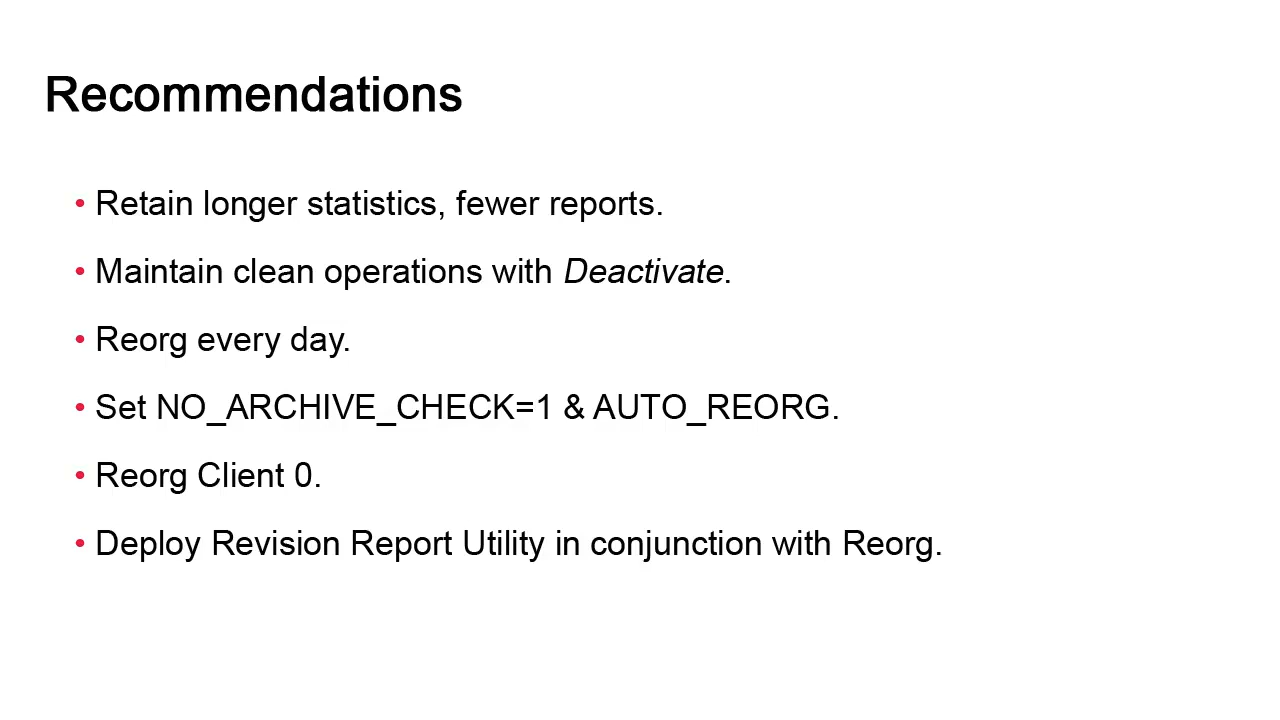 Recommendations
• Retain longer statistics, fewer reports.
• Maintain clean operations with Deactivate.
• Reorg every day.
• Set NO_ARCHIVE_CHECK=1 & AUTO_REORG.
• Reorg Client 0.
• Deploy Revision Report Utility in conjunction with Reorg.